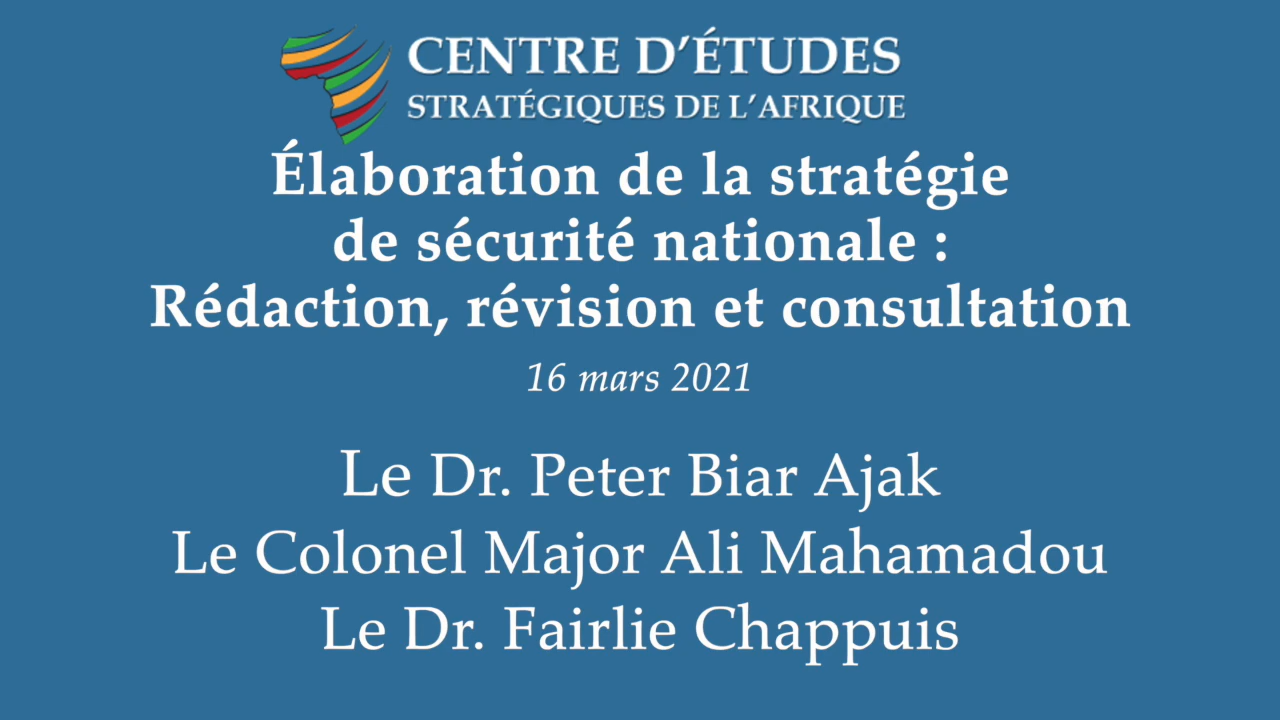 CENTRE D'ÉTUDES
STRATÉGIQUES DE L'AFRIQUE
Élaboration de la stratégie
de sécurité nationale :
Rédaction, révision et consultation
16 mars 2021
Le Dr. Peter Biar Ajak
Le Colonel Major Ali Mahamadou
Le Dr. Fairlie Chappuis